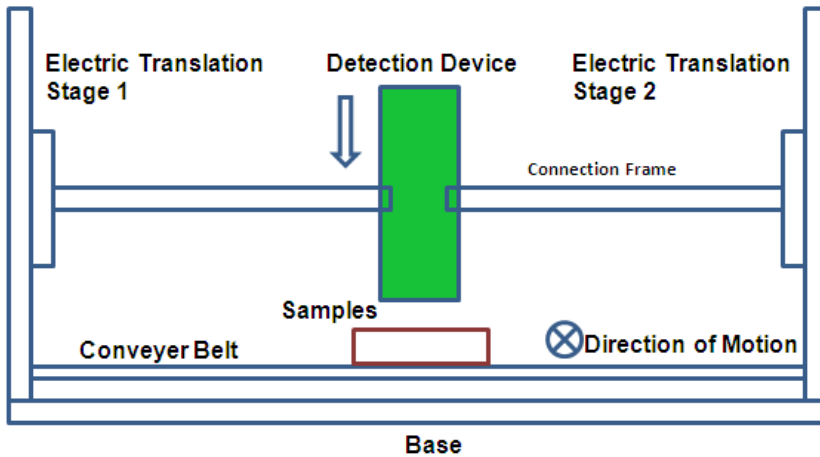 Electric Translation
Stage 1
Detection Device
Electric Translation
Stage 2
Connection Frame
Samples
Conveyer Belt
Direction of Motion
Base